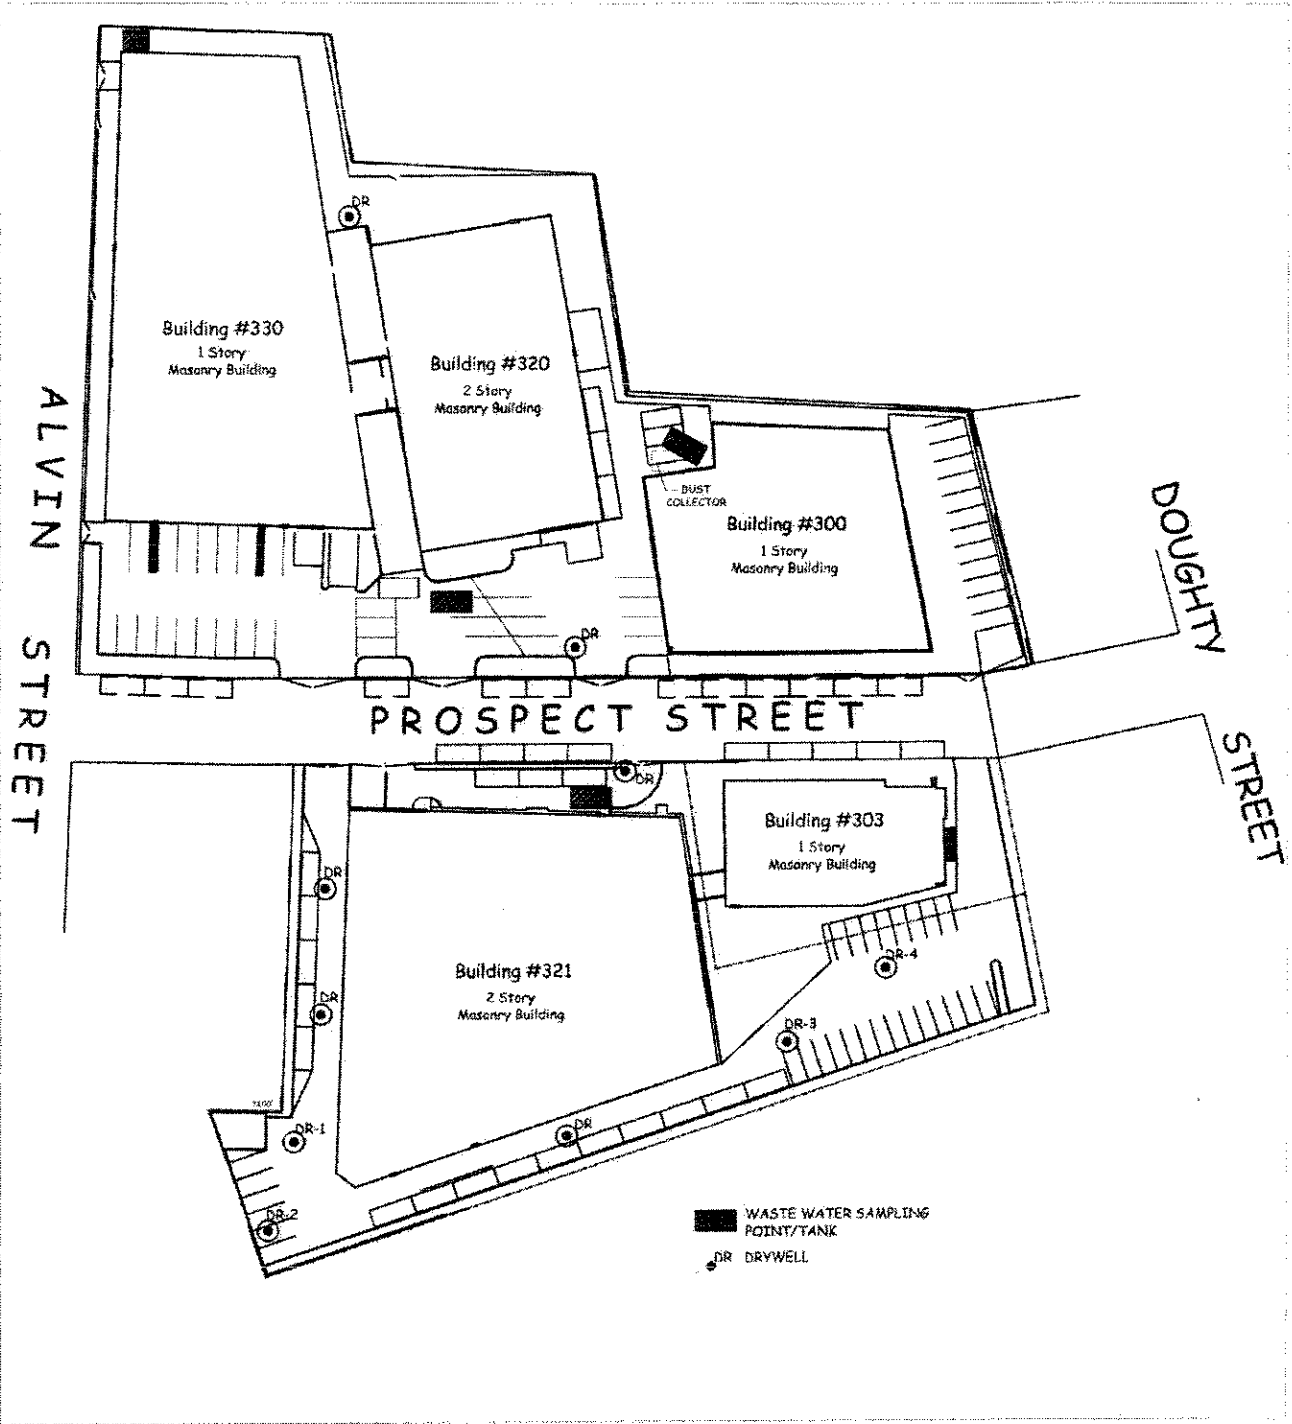 DR
Building #330
1 Story
Masonry Building
Building #320
2 Story
Masonry Building
DUST
COLLECTOR
Building #300
1 Story
Masonry Building
ALVIN STREET
DOUGHTY STREET
DR
PROSPECT STREET
DR
Building #303
1 Story
Masonry Building
DR
DR-4
Building #321
2 Story
Masonry Building
DR
DR-3
DR-1
DR
DR-2
WASTE WATER SAMPLING
POINT/TANK
DR DRYWELL